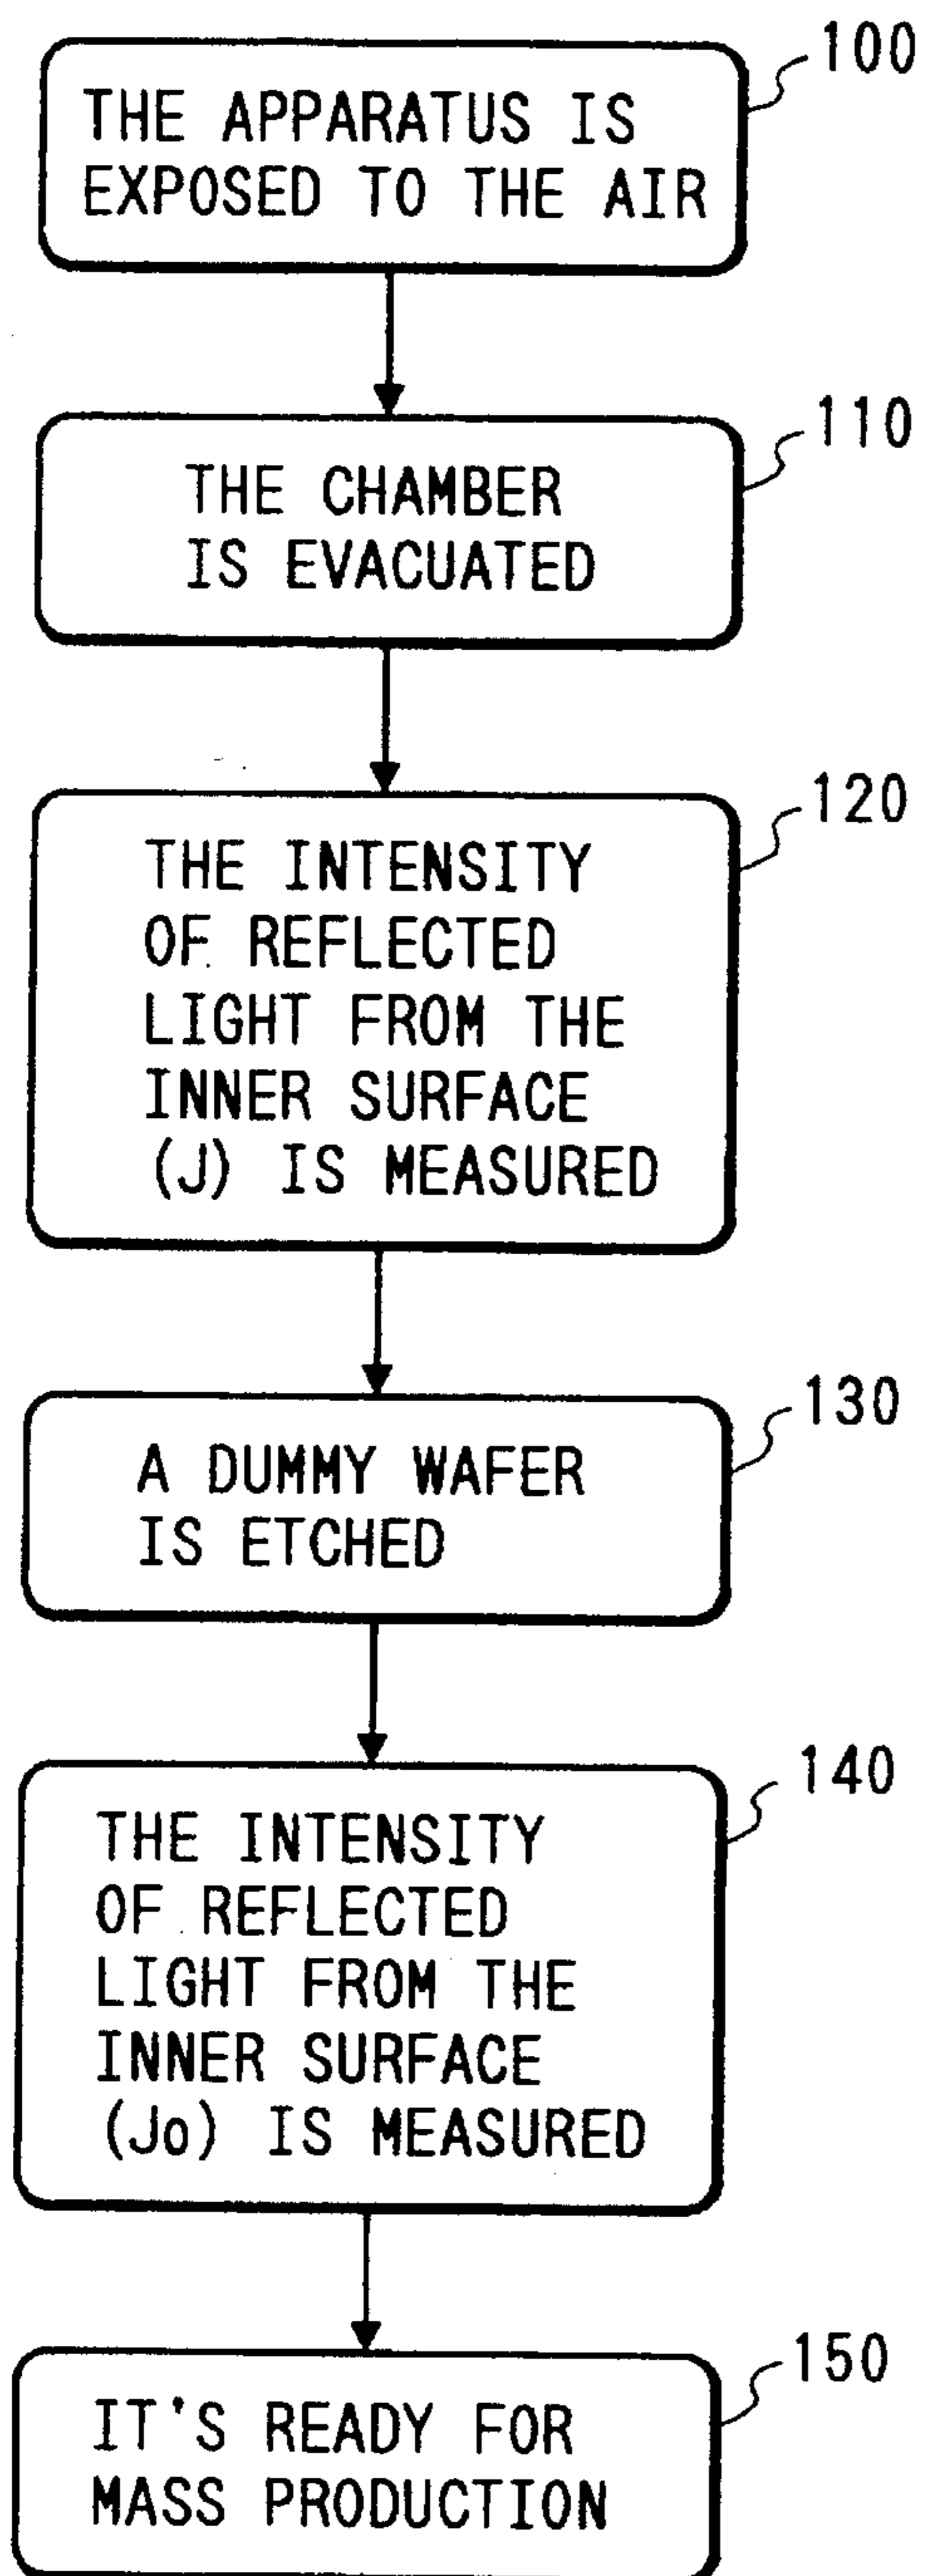 100
THE APPARATUS IS
EXPOSED TO THE AIR
110
THE CHAMBER
IS EVACUATED
120
THE INTENSITY
OF REFLECTED
LIGHT FROM THE
INNER SURFACE
(J) IS MEASURED
130
A DUMMY WAFER
IS ETCHED
140
THE INTENSITY
OF REFLECTED
LIGHT FROM THE
INNER SURFACE
(Jo) IS MEASURED
150
IT'S READY FOR
MASS PRODUCTION